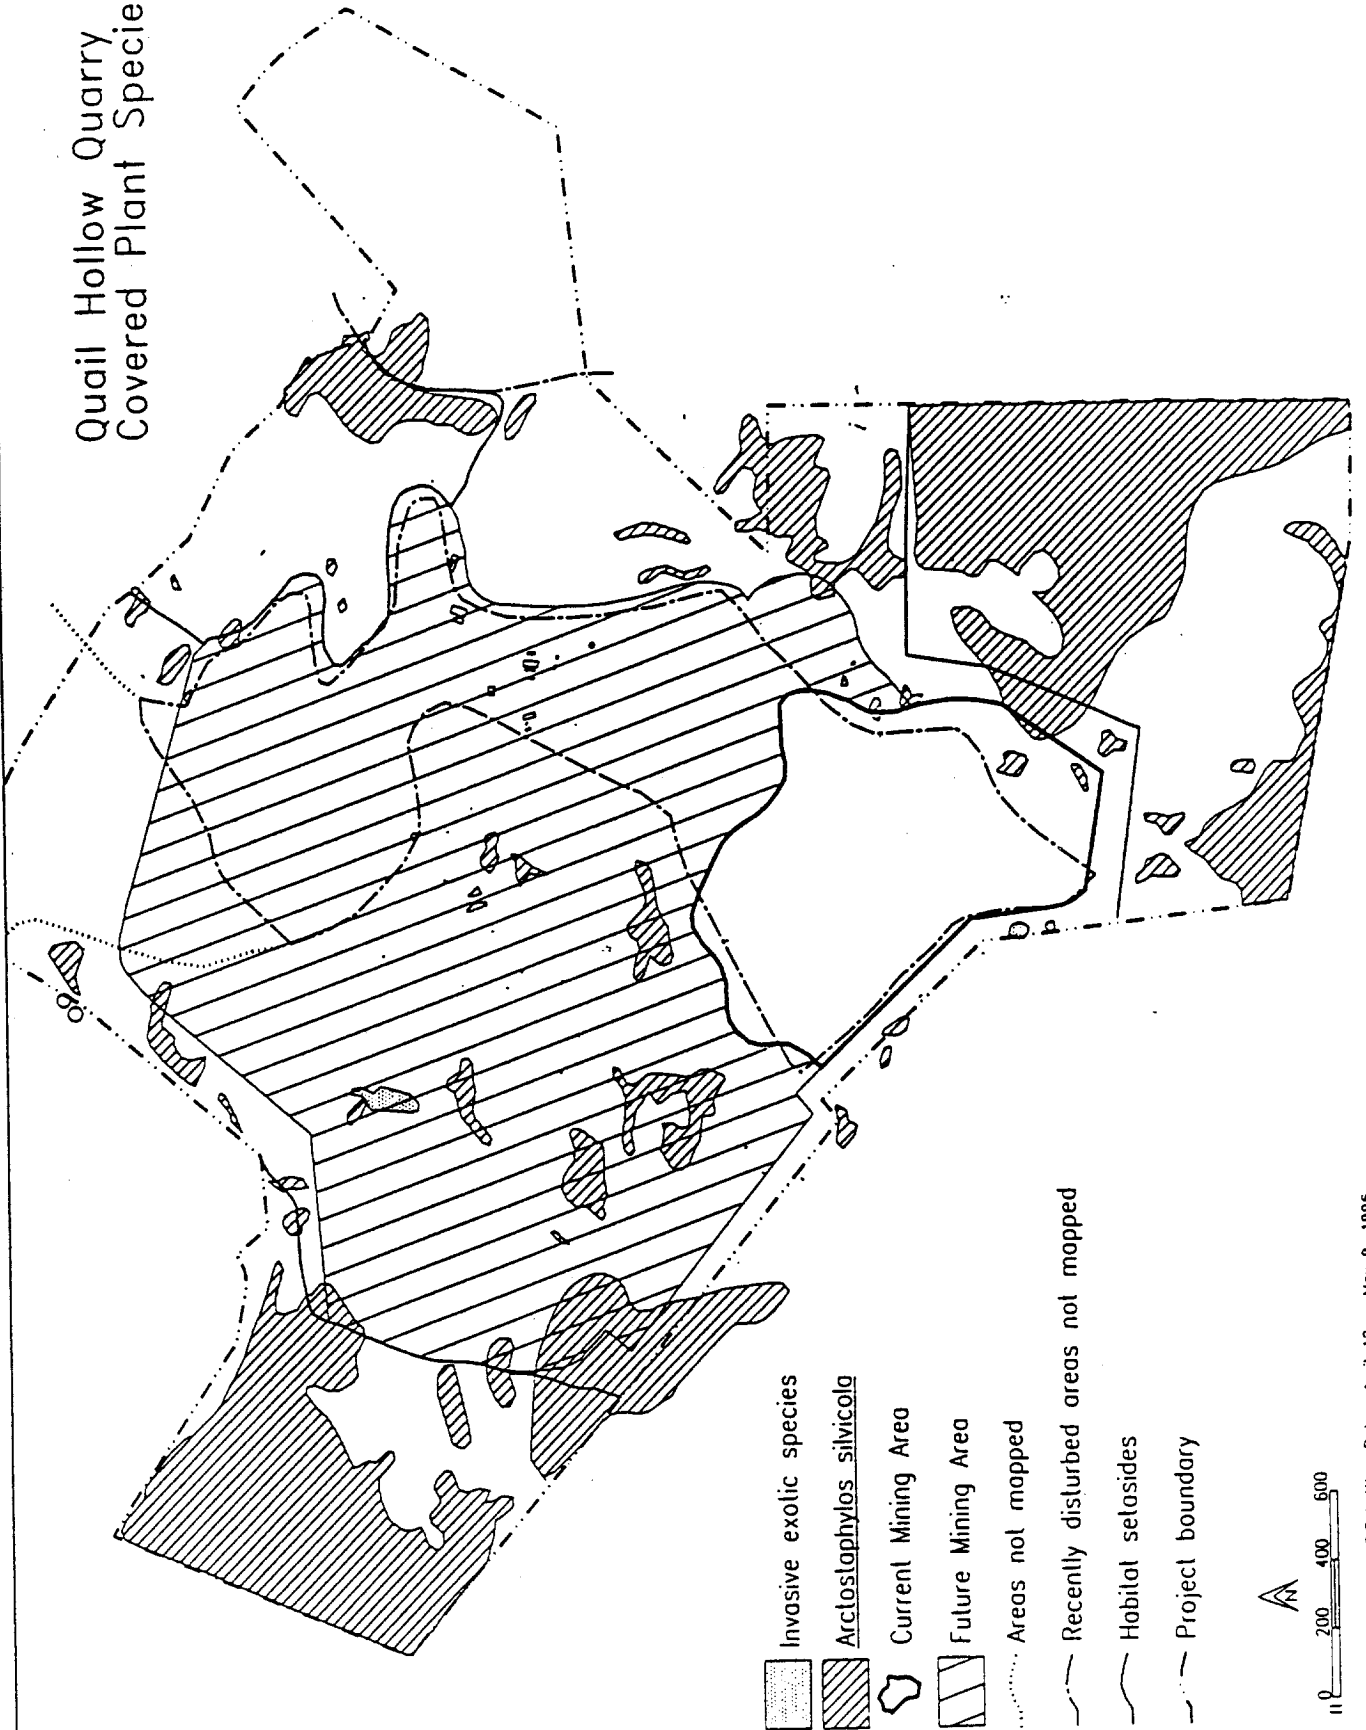 Quail Hollow Quarry
Covered Plant Specie
Invasive exotic species
Arctostaphylos silvicola
Current Mining Area
Future Mining Area
Areas not mapped
Recently disturbed areas not mapped
Habitat setasides
Project boundary
N
0 200 400 600